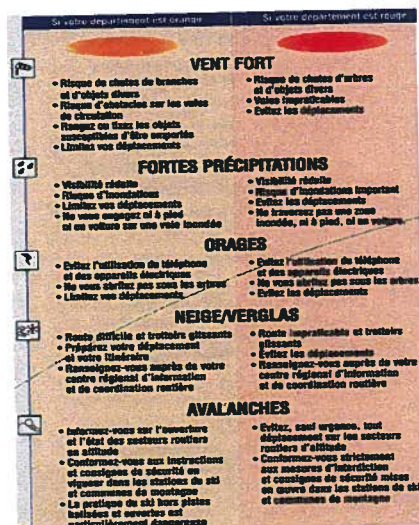 Si votre département est orange
Si votre département est rouge
VENT FORT
• Risque de chutes de branches
et d'objets divers
• Risque d'obstacles sur les voies
de circulation
• Rangez ou fixez les objets
susceptibles d'être emportés
• Limitez vos déplacements
• Risque de chutes d'arbres
et d'objets divers
• Voies impraticables
• Evitez les déplacements
FORTES PRÉCIPITATIONS
• Visibilité réduite
• Risque d'inondations
• Limitez vos déplacements
• Ne vous engagez ni à pied
ni en voiture sur une voie inondée
• Visibilité réduite
• Risque d'inondations important
• Evitez les déplacements
• Ne traversez pas une zone
inondée, ni à pied, ni en voiture.
ORAGES
• Evitez l'utilisation du téléphone
et des appareils électriques
• Ne vous abritez pas sous les arbres
• Limitez vos déplacements
• Evitez l'utilisation du téléphone
et des appareils électriques
• Ne vous abritez pas sous les arbres
• Evitez les déplacements
NEIGE/VERGLAS
• Route difficile et trottoirs glissants
• Préparez votre déplacement
et votre itinéraire
• Renseignez-vous auprès de votre
centre régional d'information
et de coordination routière
• Route impraticable et trottoirs
glissants
• Evitez les déplacements
• Renseignez-vous auprès de votre
centre régional d'information
et de coordination routière
AVALANCHES
• Informez-vous sur l'ouverture
et l'état des secteurs routiers
en altitude
• Conformez-vous aux instructions
et consignes de sécurité en
vigueur dans les stations du ski
et communes de montagne
• La pratique du ski hors pistes
balisées et ouvertes est
particulièrement dangereuse
• Evitez, sauf urgence, tout
déplacement sur les secteurs
routiers d'altitude
• Conformez-vous strictement
aux mesures d'interdiction
et consignes de sécurité mises
en œuvre dans les stations de ski
et communes de montagne